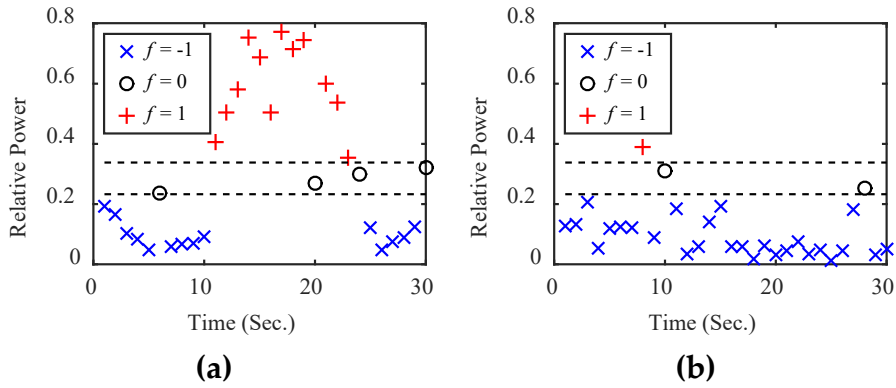 0.8
0.6
0.4
0.2
0
Relative Power
f = -1
f = 0
f = 1
0 10 20 30
Time (Sec.)
(a)
0.8
0.6
0.4
0.2
0
Relative Power
f = -1
f = 0
f = 1
0 10 20 30
Time (Sec.)
(b)